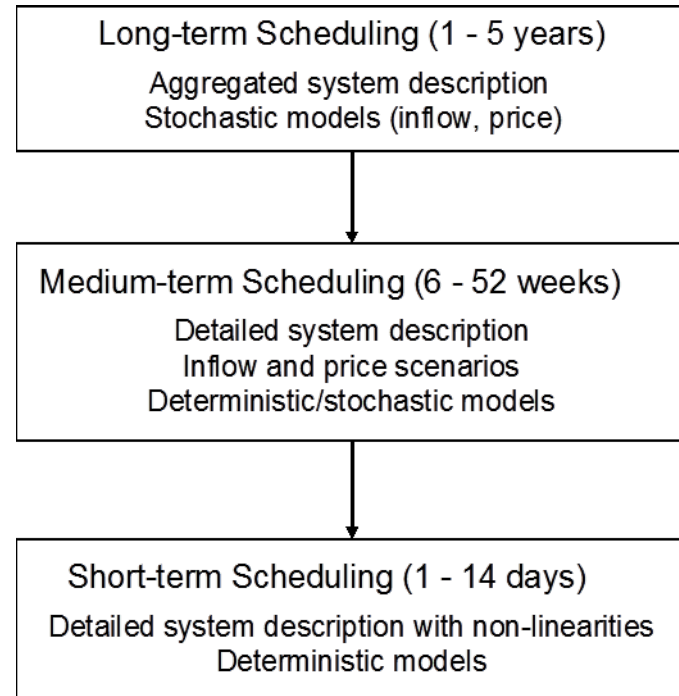 Long-term Scheduling (1 - 5 years)
Aggregated system description
Stochastic models (inflow, price)
Medium-term Scheduling (6 - 52 weeks)
Detailed system description
Inflow and price scenarios
Deterministic/stochastic models
Short-term Scheduling (1 - 14 days)
Detailed system description with non-linearities
Deterministic models